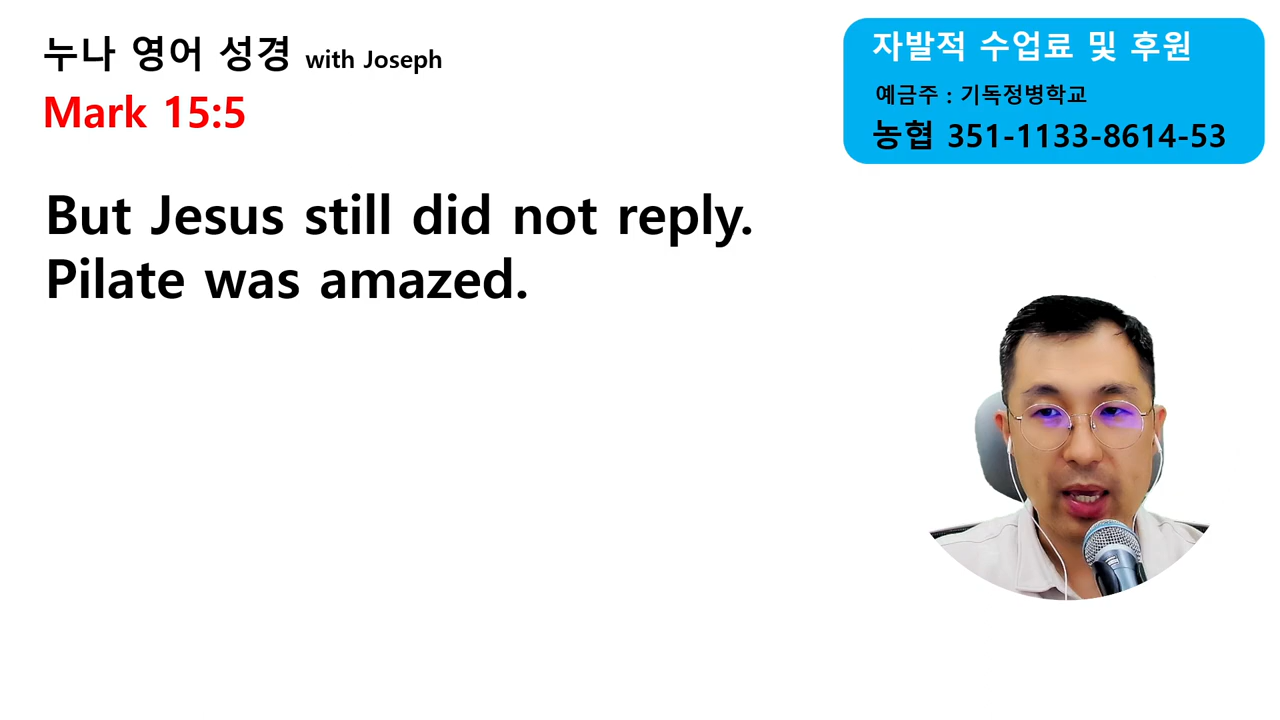 누나 영어 성경 with Joseph
Mark 15:5
자발적 수업료 및 후원
예금주 : 기독정병학교
농협 351-1133-8614-53
But Jesus still did not reply.
Pilate was amazed.